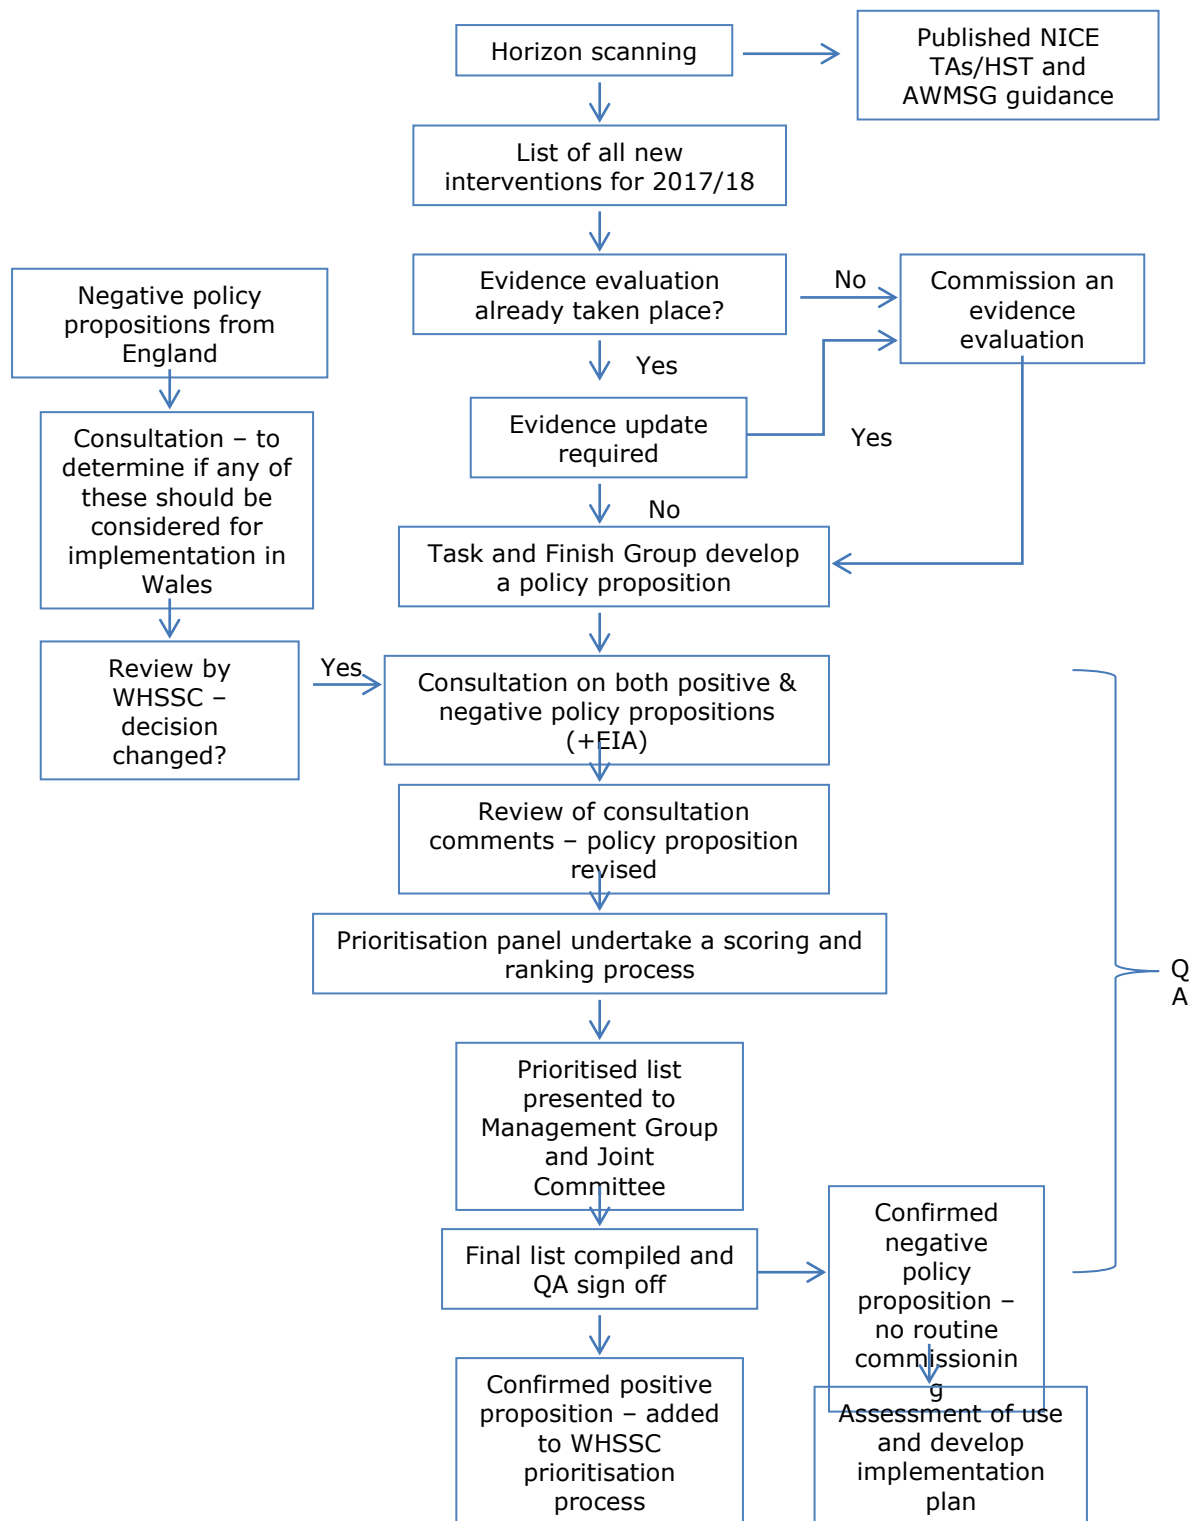 Horizon scanning
Published NICE
TAs/HST and
AWMSG guidance
List of all new
interventions for 2017/18
Negative policy
propositions from
England
Evidence evaluation
already taken place?
No
Commission an
evidence
evaluation
Yes
Evidence update
required
Yes
Consultation – to
determine if any of
these should be
considered for
implementation in
Wales
No
Task and Finish Group develop
a policy proposition
Review by
WHSSC –
decision
changed?
Yes
Consultation on both positive &
negative policy propositions
(+EIA)
Review of consultation
comments – policy proposition
revised
Prioritisation panel undertake a scoring and
ranking process
Q
A
Prioritised list
presented to
Management Group
and Joint
Committee
Final list compiled and
QA sign off
Confirmed
negative
policy
proposition –
no routine
commissionin
g
Confirmed positive
proposition – added
to WHSSC
prioritisation
process
Assessment of use
and develop
implementation
plan